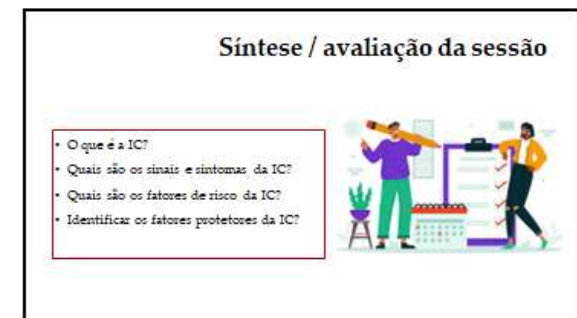 Síntese / avaliação da sessão
• O que é a IC?
• Quais são os sinais e sintomas da IC?
• Quais são os fatores de risco da IC?
• Identificar os fatores protetores da IC?